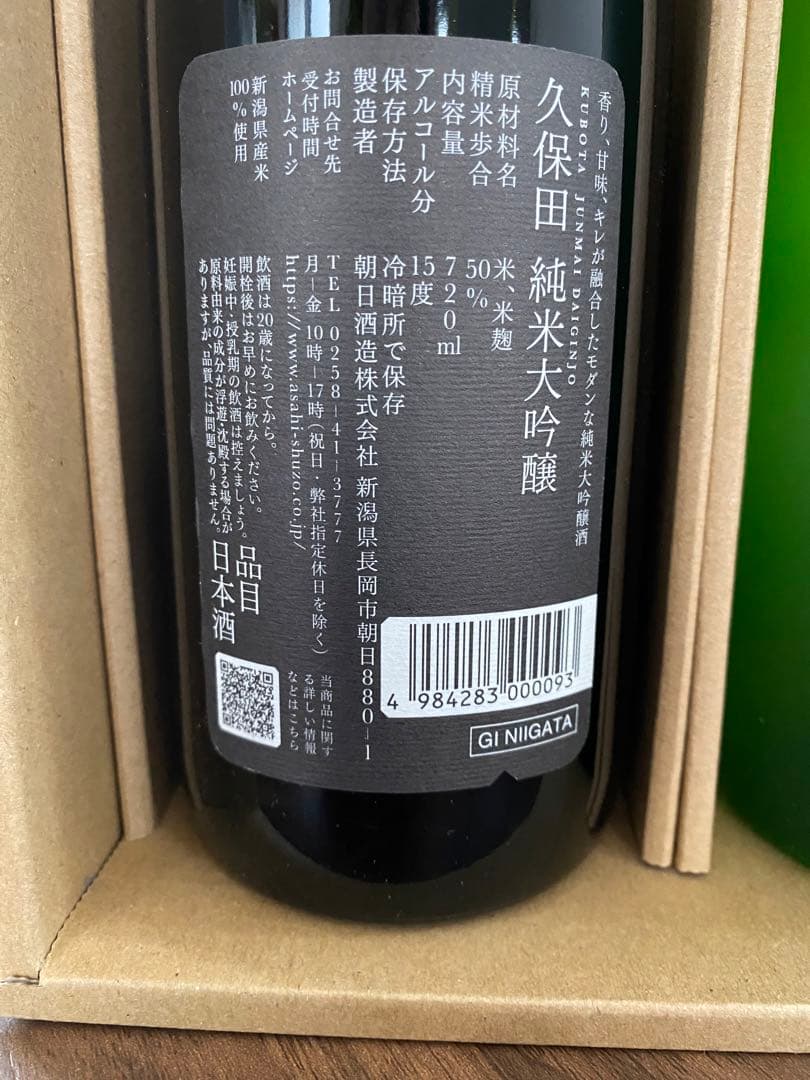 香り、甘味、キレが融合したモダンな純米大吟醸酒
KUBOTA JUNMAI DAIGINJO
久保田 純米大吟醸
原材料名 米、米麹
精米歩合 50%
内容量 720ml
アルコール分 15度
保存方法 冷暗所で保存
製造者 朝日酒造株式会社 新潟県長岡市朝日880-1
お問合せ先 TEL 0258-41-3777
受付時間 月-金 10時-17時(祝日・弊社指定休日を除く)
ホームページ https://www.asahi-shuzo.co.jp/
新潟県産米
100%使用
飲酒は20歳になってから。
開栓後はお早めにお飲みください。
妊娠中・授乳期の飲酒は控えましょう。
原料由来の成分が浮遊・沈殿する場合が
ありますが、品質には問題ありません。
品目
日本酒
当商品に関す
る詳しい情報
などはこちら
4 984283 000093
GI NIIGATA